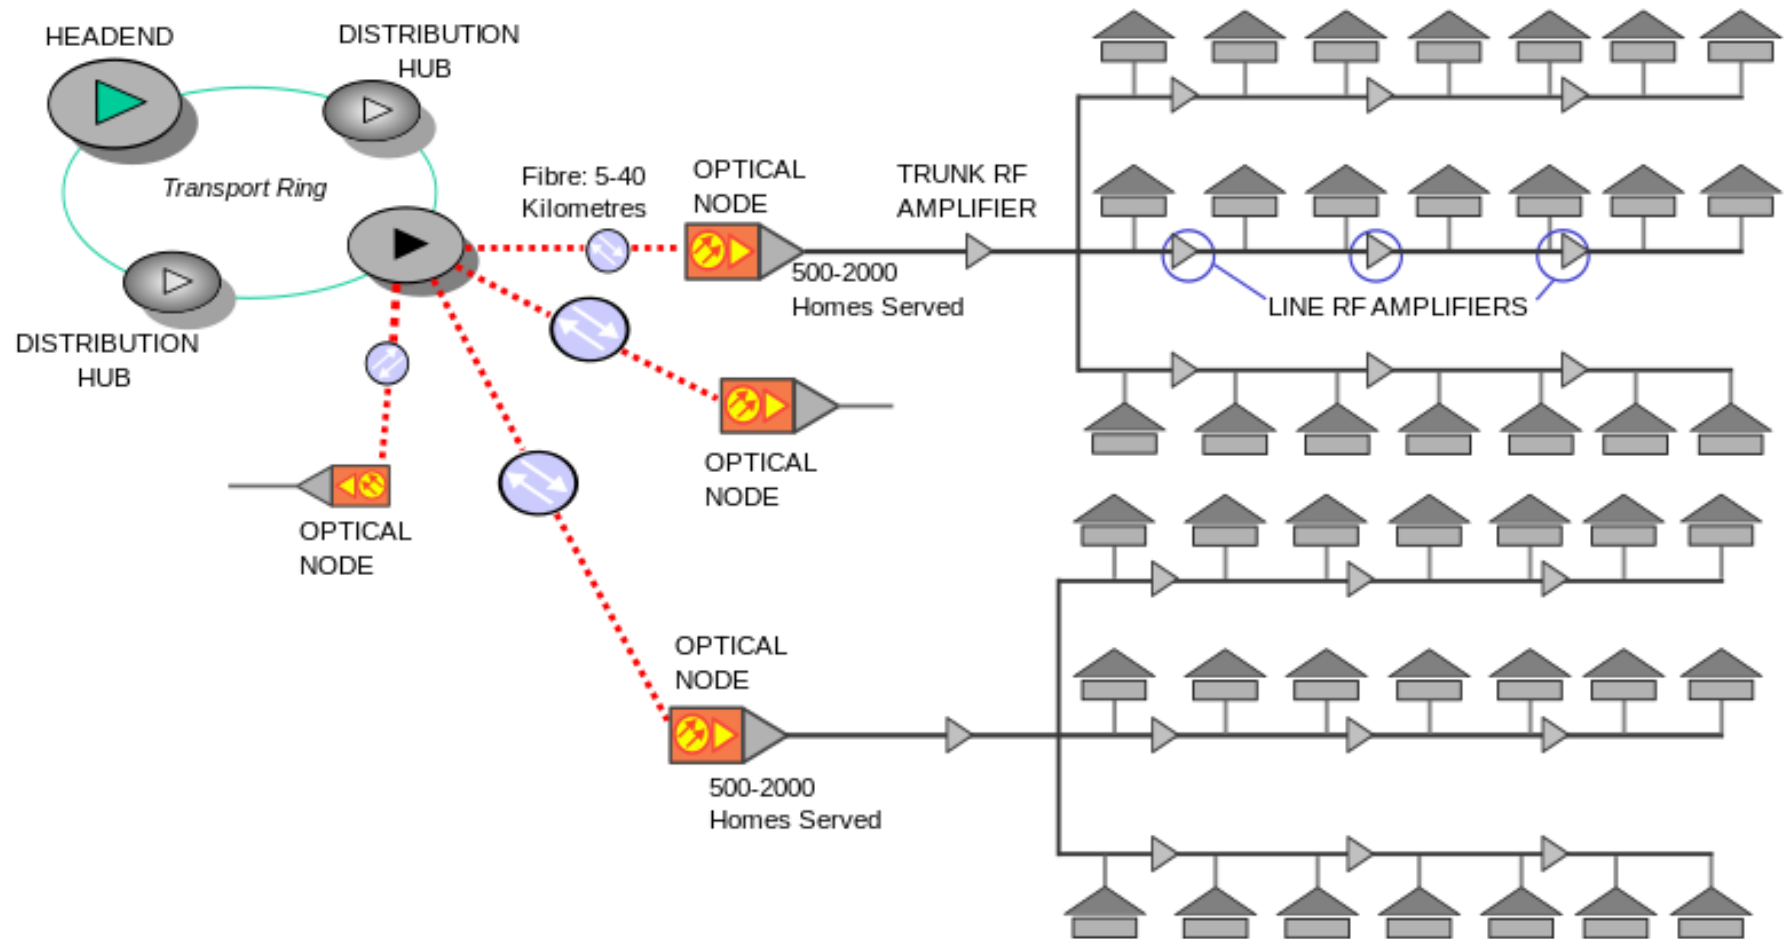 HEADEND
DISTRIBUTION
HUB
Transport Ring
DISTRIBUTION
HUB
Fibre: 5-40
Kilometres
OPTICAL
NODE
TRUNK RF
AMPLIFIER
500-2000
Homes Served
LINE RF AMPLIFIERS
OPTICAL
NODE
OPTICAL
NODE
OPTICAL
NODE
500-2000
Homes Served